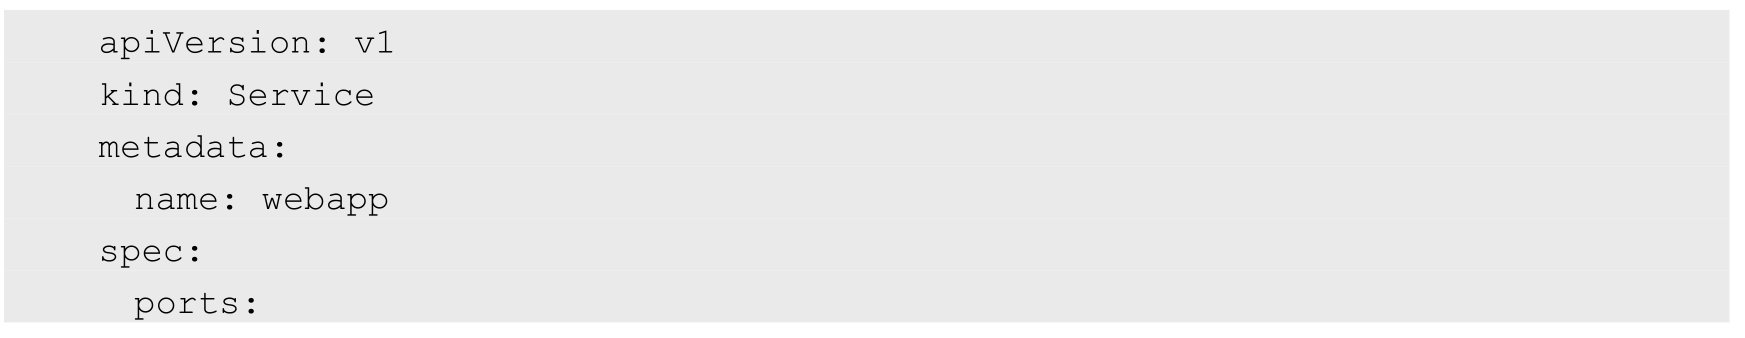 apiVersion: v1
kind: Service
metadata:
  name: webapp
spec:
  ports: